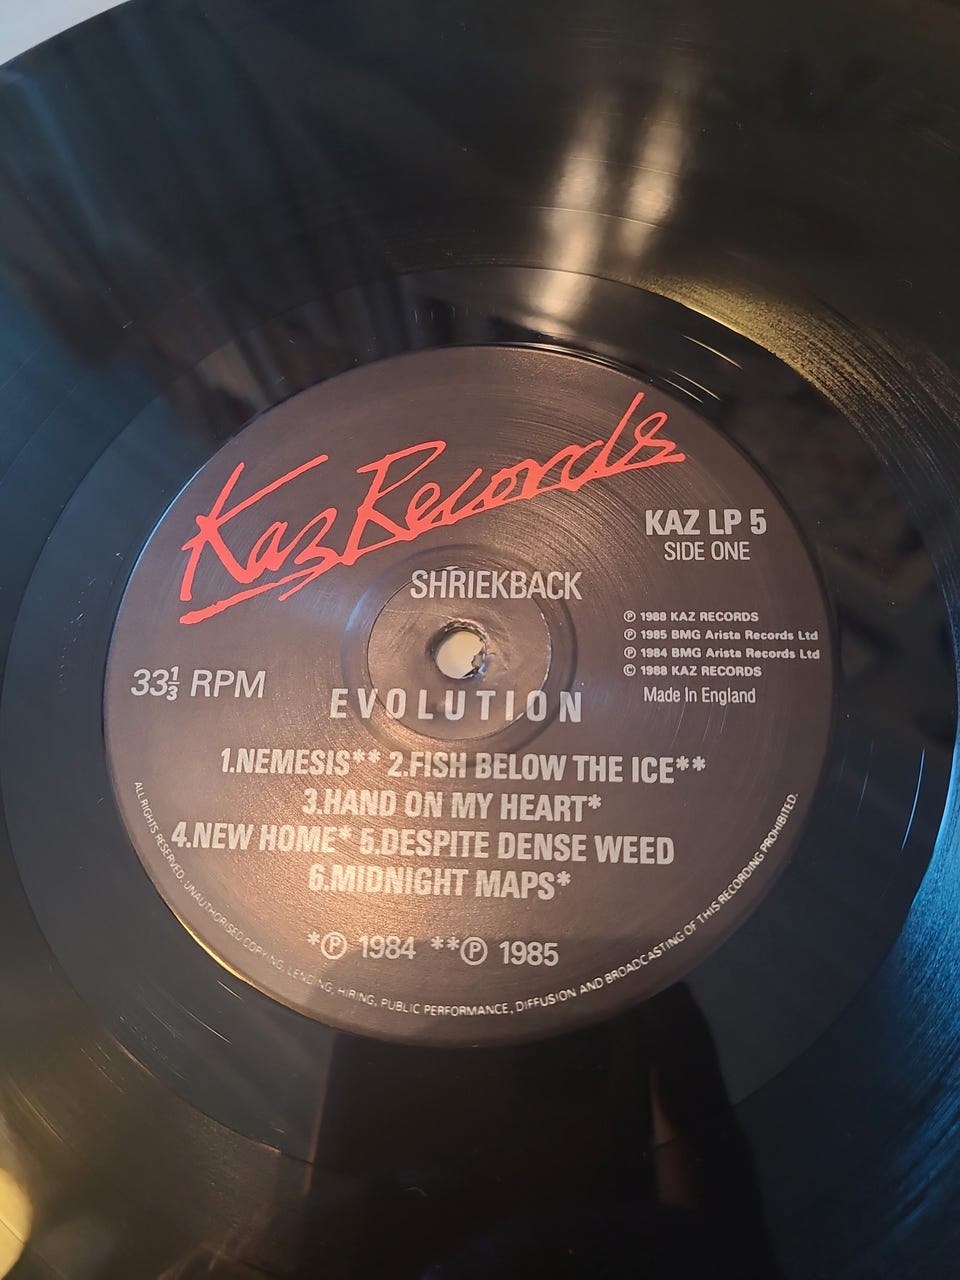 Kaz Records
KAZ LP 5
SIDE ONE
SHRIEKBACK
℗ 1988 KAZ RECORDS
℗ 1985 BMG Arista Records Ltd
℗ 1984 BMG Arista Records Ltd
© 1988 KAZ RECORDS
Made In England
33⅓ RPM
EVOLUTION
1.NEMESIS** 2.FISH BELOW THE ICE**
3.HAND ON MY HEART*
4.NEW HOME* 5.DESPITE DENSE WEED
6.MIDNIGHT MAPS*
*℗ 1984 **℗ 1985
ALL RIGHTS RESERVED. UNAUTHORISED COPYING, LENDING, HIRING, PUBLIC PERFORMANCE, DIFFUSION AND BROADCASTING OF THIS RECORDING PROHIBITED.